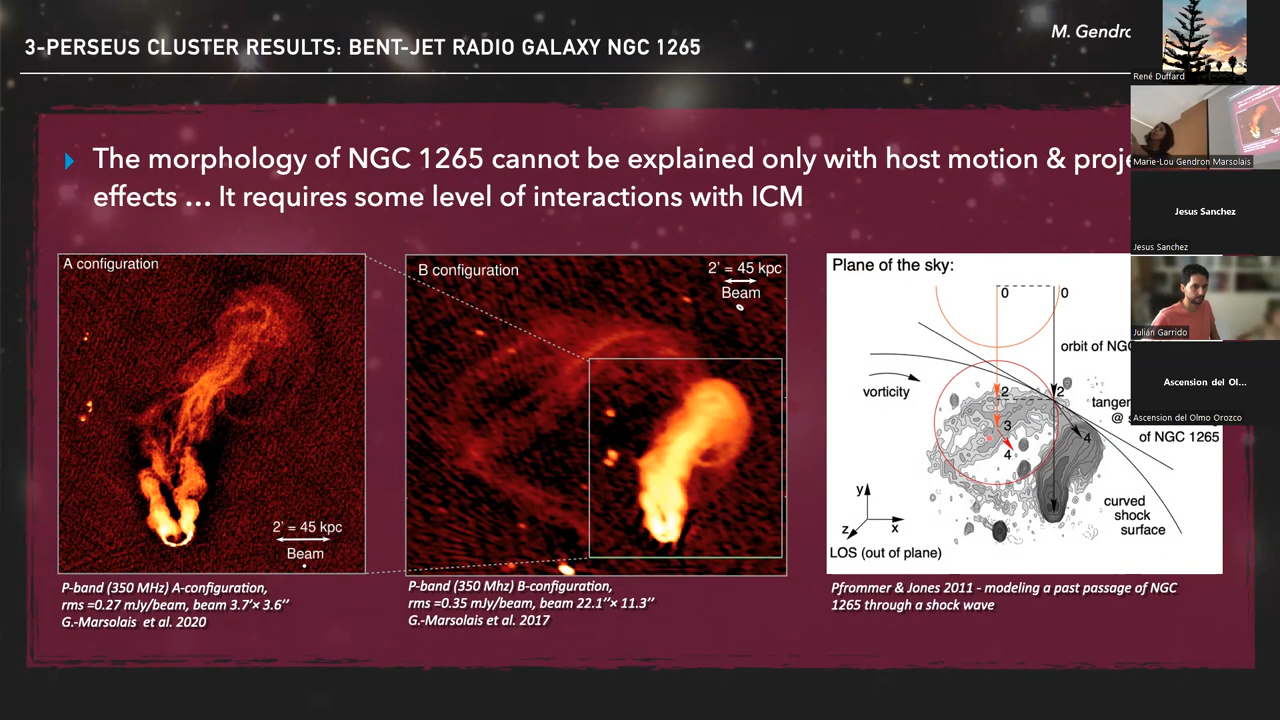 3-PERSEUS CLUSTER RESULTS: BENT-JET RADIO GALAXY NGC 1265
M. Gendro
René Duffard
Marie-Lou Gendron Marsolais
Jesus Sanchez
Jesus Sanchez
Julián Garrido
Ascension del Ol...
Ascension del Olmo Orozco
The morphology of NGC 1265 cannot be explained only with host motion & proje
effects ... It requires some level of interactions with ICM
A configuration
2' = 45 kpc
Beam
P-band (350 MHz) A-configuration,
rms =0.27 mJy/beam, beam 3.7’× 3.6’’
G.-Marsolais et al. 2020
B configuration
2' = 45 kpc
Beam
P-band (350 Mhz) B-configuration,
rms =0.35 mJy/beam, beam 22.1’’× 11.3’’
G.-Marsolais et al. 2017
Plane of the sky:
0
0
orbit of NGC
vorticity
2
2
tangen
@ s
of NGC 1265
3
4
4
y
x
z
curved
shock
surface
LOS (out of plane)
Pfrommer & Jones 2011 - modeling a past passage of NGC
1265 through a shock wave